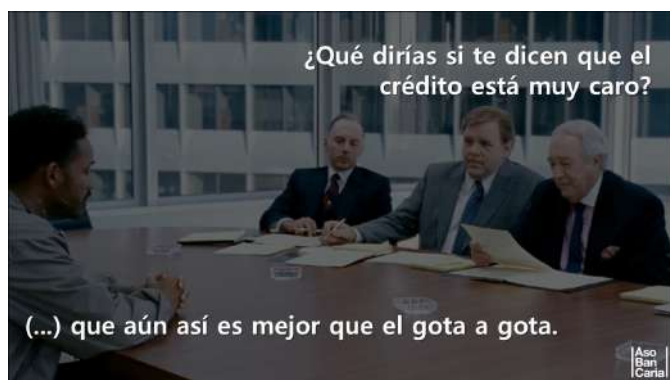 ¿Qué dirías si te dicen que el
crédito está muy caro?
(...) que aún así es mejor que el gota a gota.
Aso
Ban
Caria